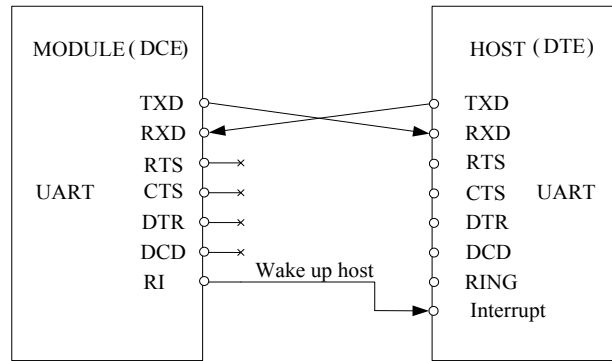 MODULE (DCE)
TXD
RXD
RTS
CTS
DTR
DCD
RI
UART
Wake up host
HOST (DTE)
TXD
RXD
RTS
CTS
DTR
DCD
RING
Interrupt
UART